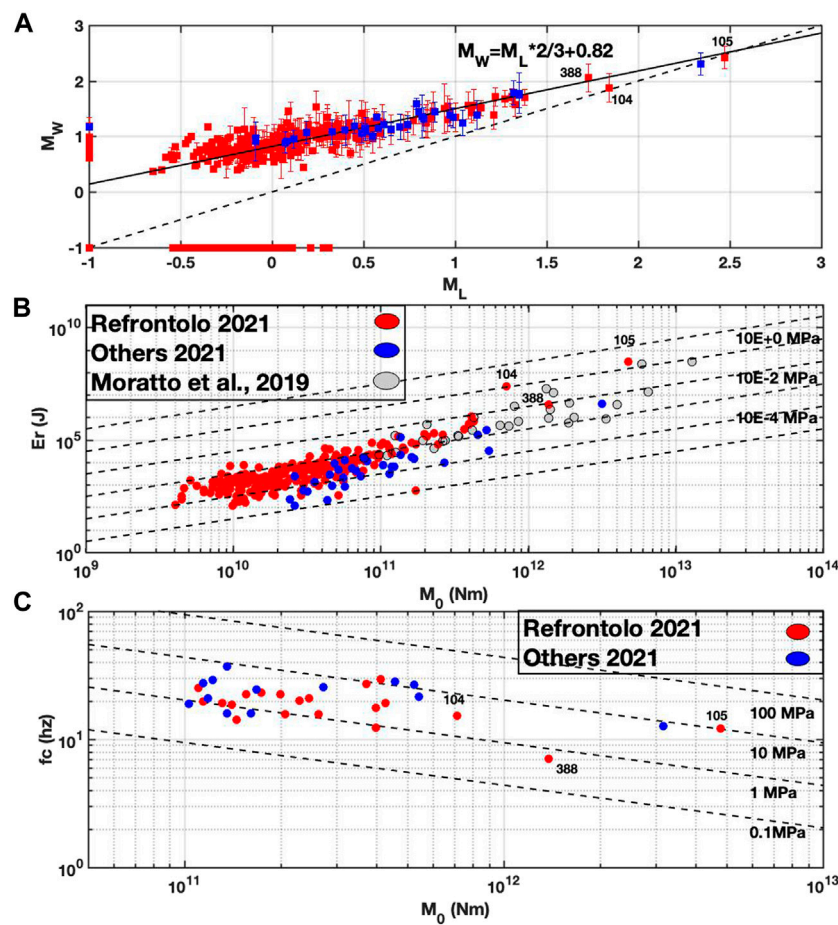 A
M_W=M_L*2/3+0.82
105
388
104
3
2
1
0
-1
M_W
-1
-0.5
0
0.5
1
1.5
2
2.5
3
M_L
B
Refrontolo 2021
Others 2021
Moratto et al., 2019
105
104
388
10E+0 MPa
10E-2 MPa
10E-4 MPa
10^10
10^5
10^0
Er (J)
10^9
10^10
10^11
10^12
10^13
10^14
M_0 (Nm)
C
Refrontolo 2021
Others 2021
104
105
388
100 MPa
10 MPa
1 MPa
0.1MPa
10^2
10^1
10^0
fc (hz)
10^11
10^12
10^13
M_0 (Nm)